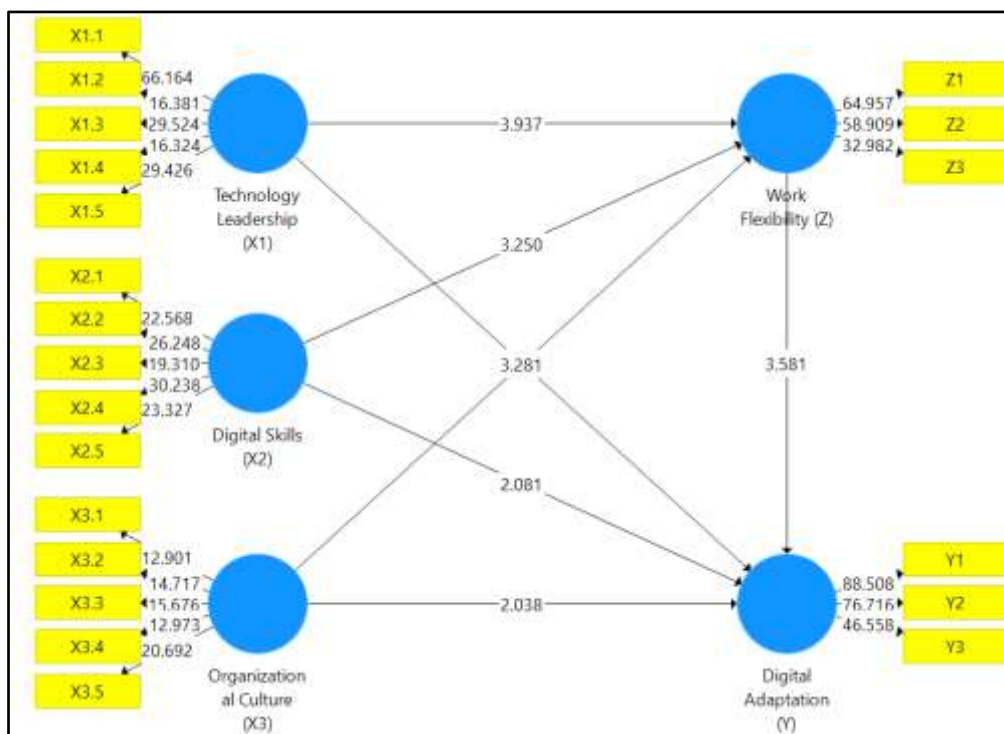 X1.1
66.164
X1.2
16.381
X1.3
29.524
16.324
X1.4
29.426
X1.5
Technology
Leadership
(X1)
3.937
Z1
64.957
58.909
Z2
32.982
Z3
Work
Flexibility (Z)
3.250
X2.1
22.568
X2.2
26.248
X2.3
19.310
30.238
X2.4
23.327
X2.5
Digital Skills
(X2)
3.281
3.581
2.081
X3.1
12.901
X3.2
14.717
X3.3
15.676
12.973
X3.4
20.692
X3.5
Organization
al Culture
(X3)
2.038
Y1
88.508
76.716
Y2
46.558
Y3
Digital
Adaptation
(Y)